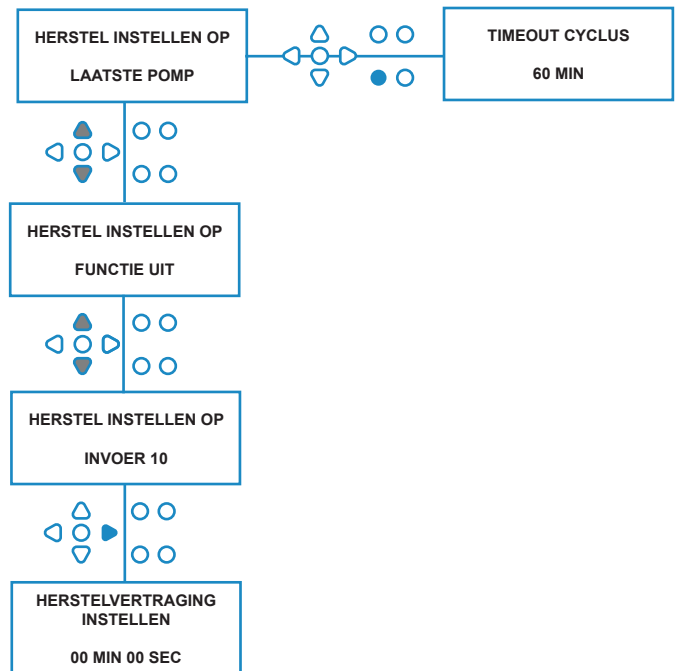 HERSTEL INSTELLEN OP
LAATSTE POMP
TIMEOUT CYCLUS
60 MIN
HERSTEL INSTELLEN OP
FUNCTIE UIT
HERSTEL INSTELLEN OP
INVOER 10
HERSTELVERTRAGING
INSTELLEN
00 MIN 00 SEC